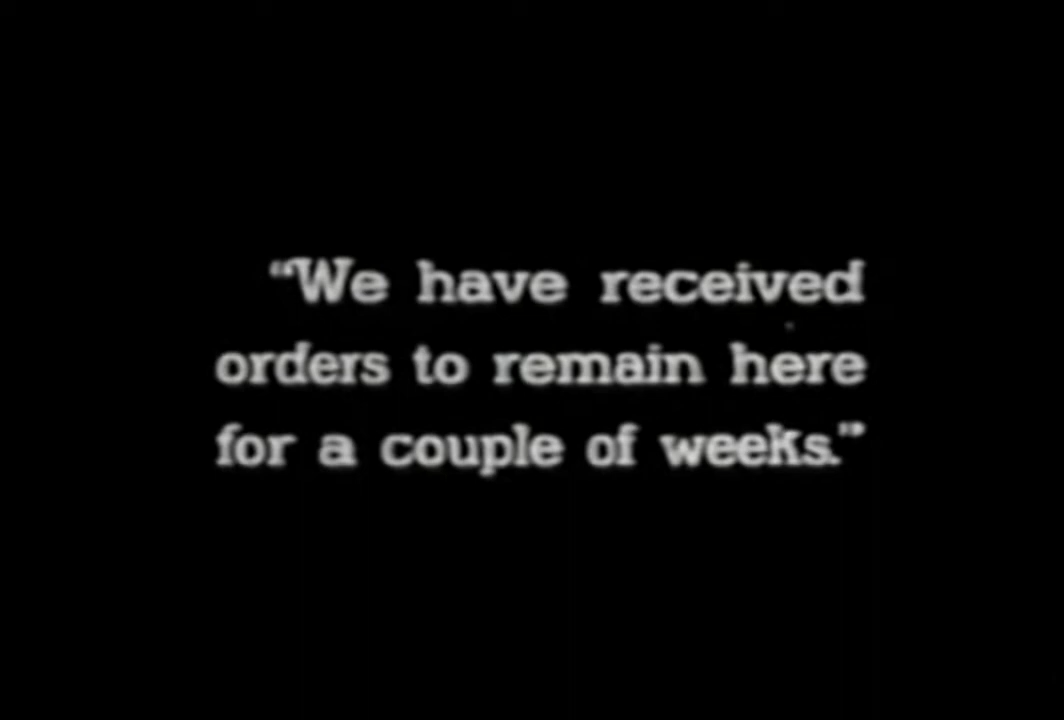 “We have received
orders to remain here
for a couple of weeks.”